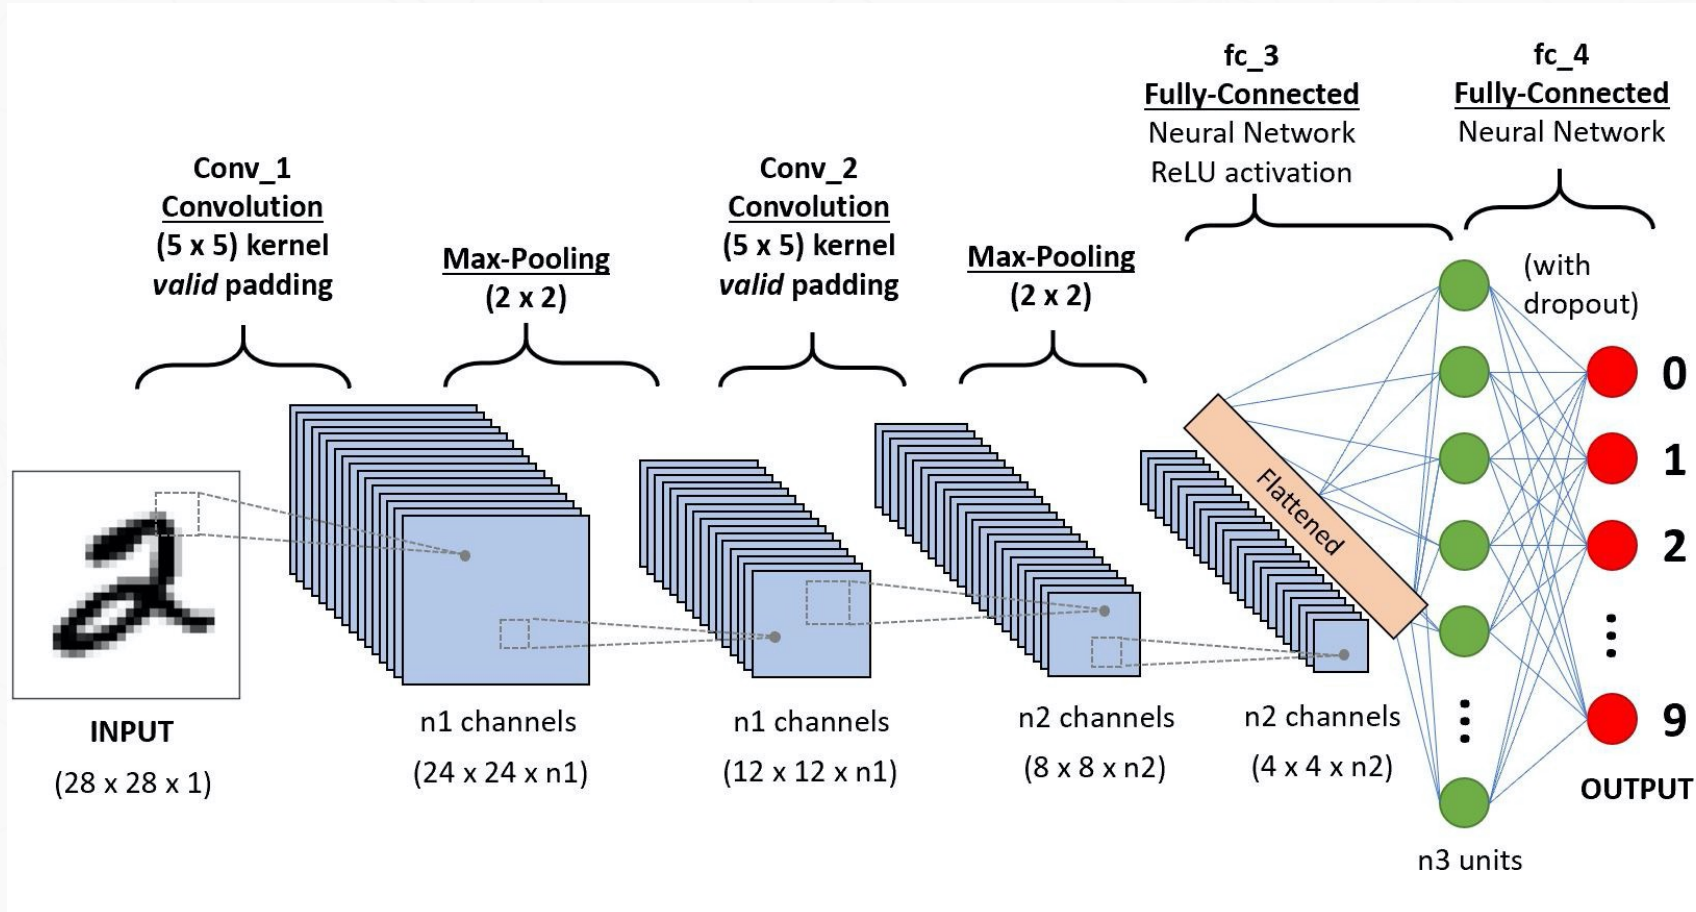 Conv_1
Convolution
(5 x 5) kernel
valid padding
Max-Pooling
(2 x 2)
Conv_2
Convolution
(5 x 5) kernel
valid padding
Max-Pooling
(2 x 2)
fc_3
Fully-Connected
Neural Network
ReLU activation
fc_4
Fully-Connected
Neural Network
(with
dropout)
2
Flattened
0
1
2
⋮
9
OUTPUT
⋮
INPUT
(28 x 28 x 1)
n1 channels
(24 x 24 x n1)
n1 channels
(12 x 12 x n1)
n2 channels
(8 x 8 x n2)
n2 channels
(4 x 4 x n2)
n3 units